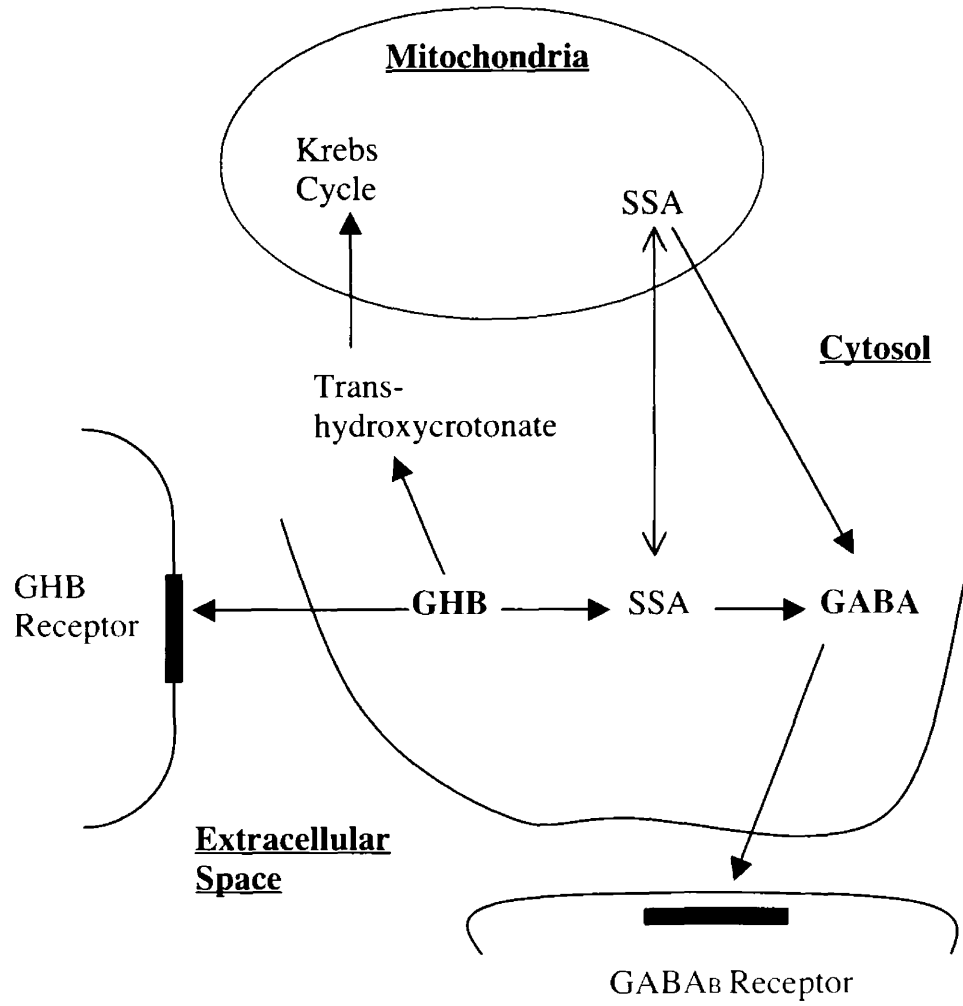 Mitochondria
Krebs
Cycle
SSA
Cytosol
Trans-
hydroxycrotonate
GHB
Receptor
GHB
SSA
GABA
Extracellular
Space
GABAB Receptor